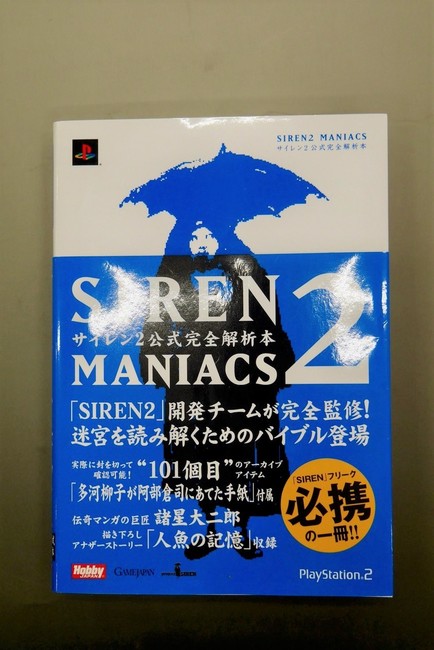 SIREN2 MANIACS
サイレン2公式完全解析本
SIREN 2
サイレン2公式完全解析本
MANIACS
「SIREN2」開発チームが完全監修!
迷宮を読み解くためのバイブル登場
実際に封を切って
確認可能!
“101個目”のアーカイブ
アイテム
「多河柳子が阿部倉司にあてた手紙」付属
伝奇マンガの巨匠 諸星大二郎
描き下ろし
アナザーストーリー「人魚の記憶」収録
「SIREN」フリーク
必携
の一冊!!
Hobby
JAPAN
GAMEJAPAN
PlayStation.2